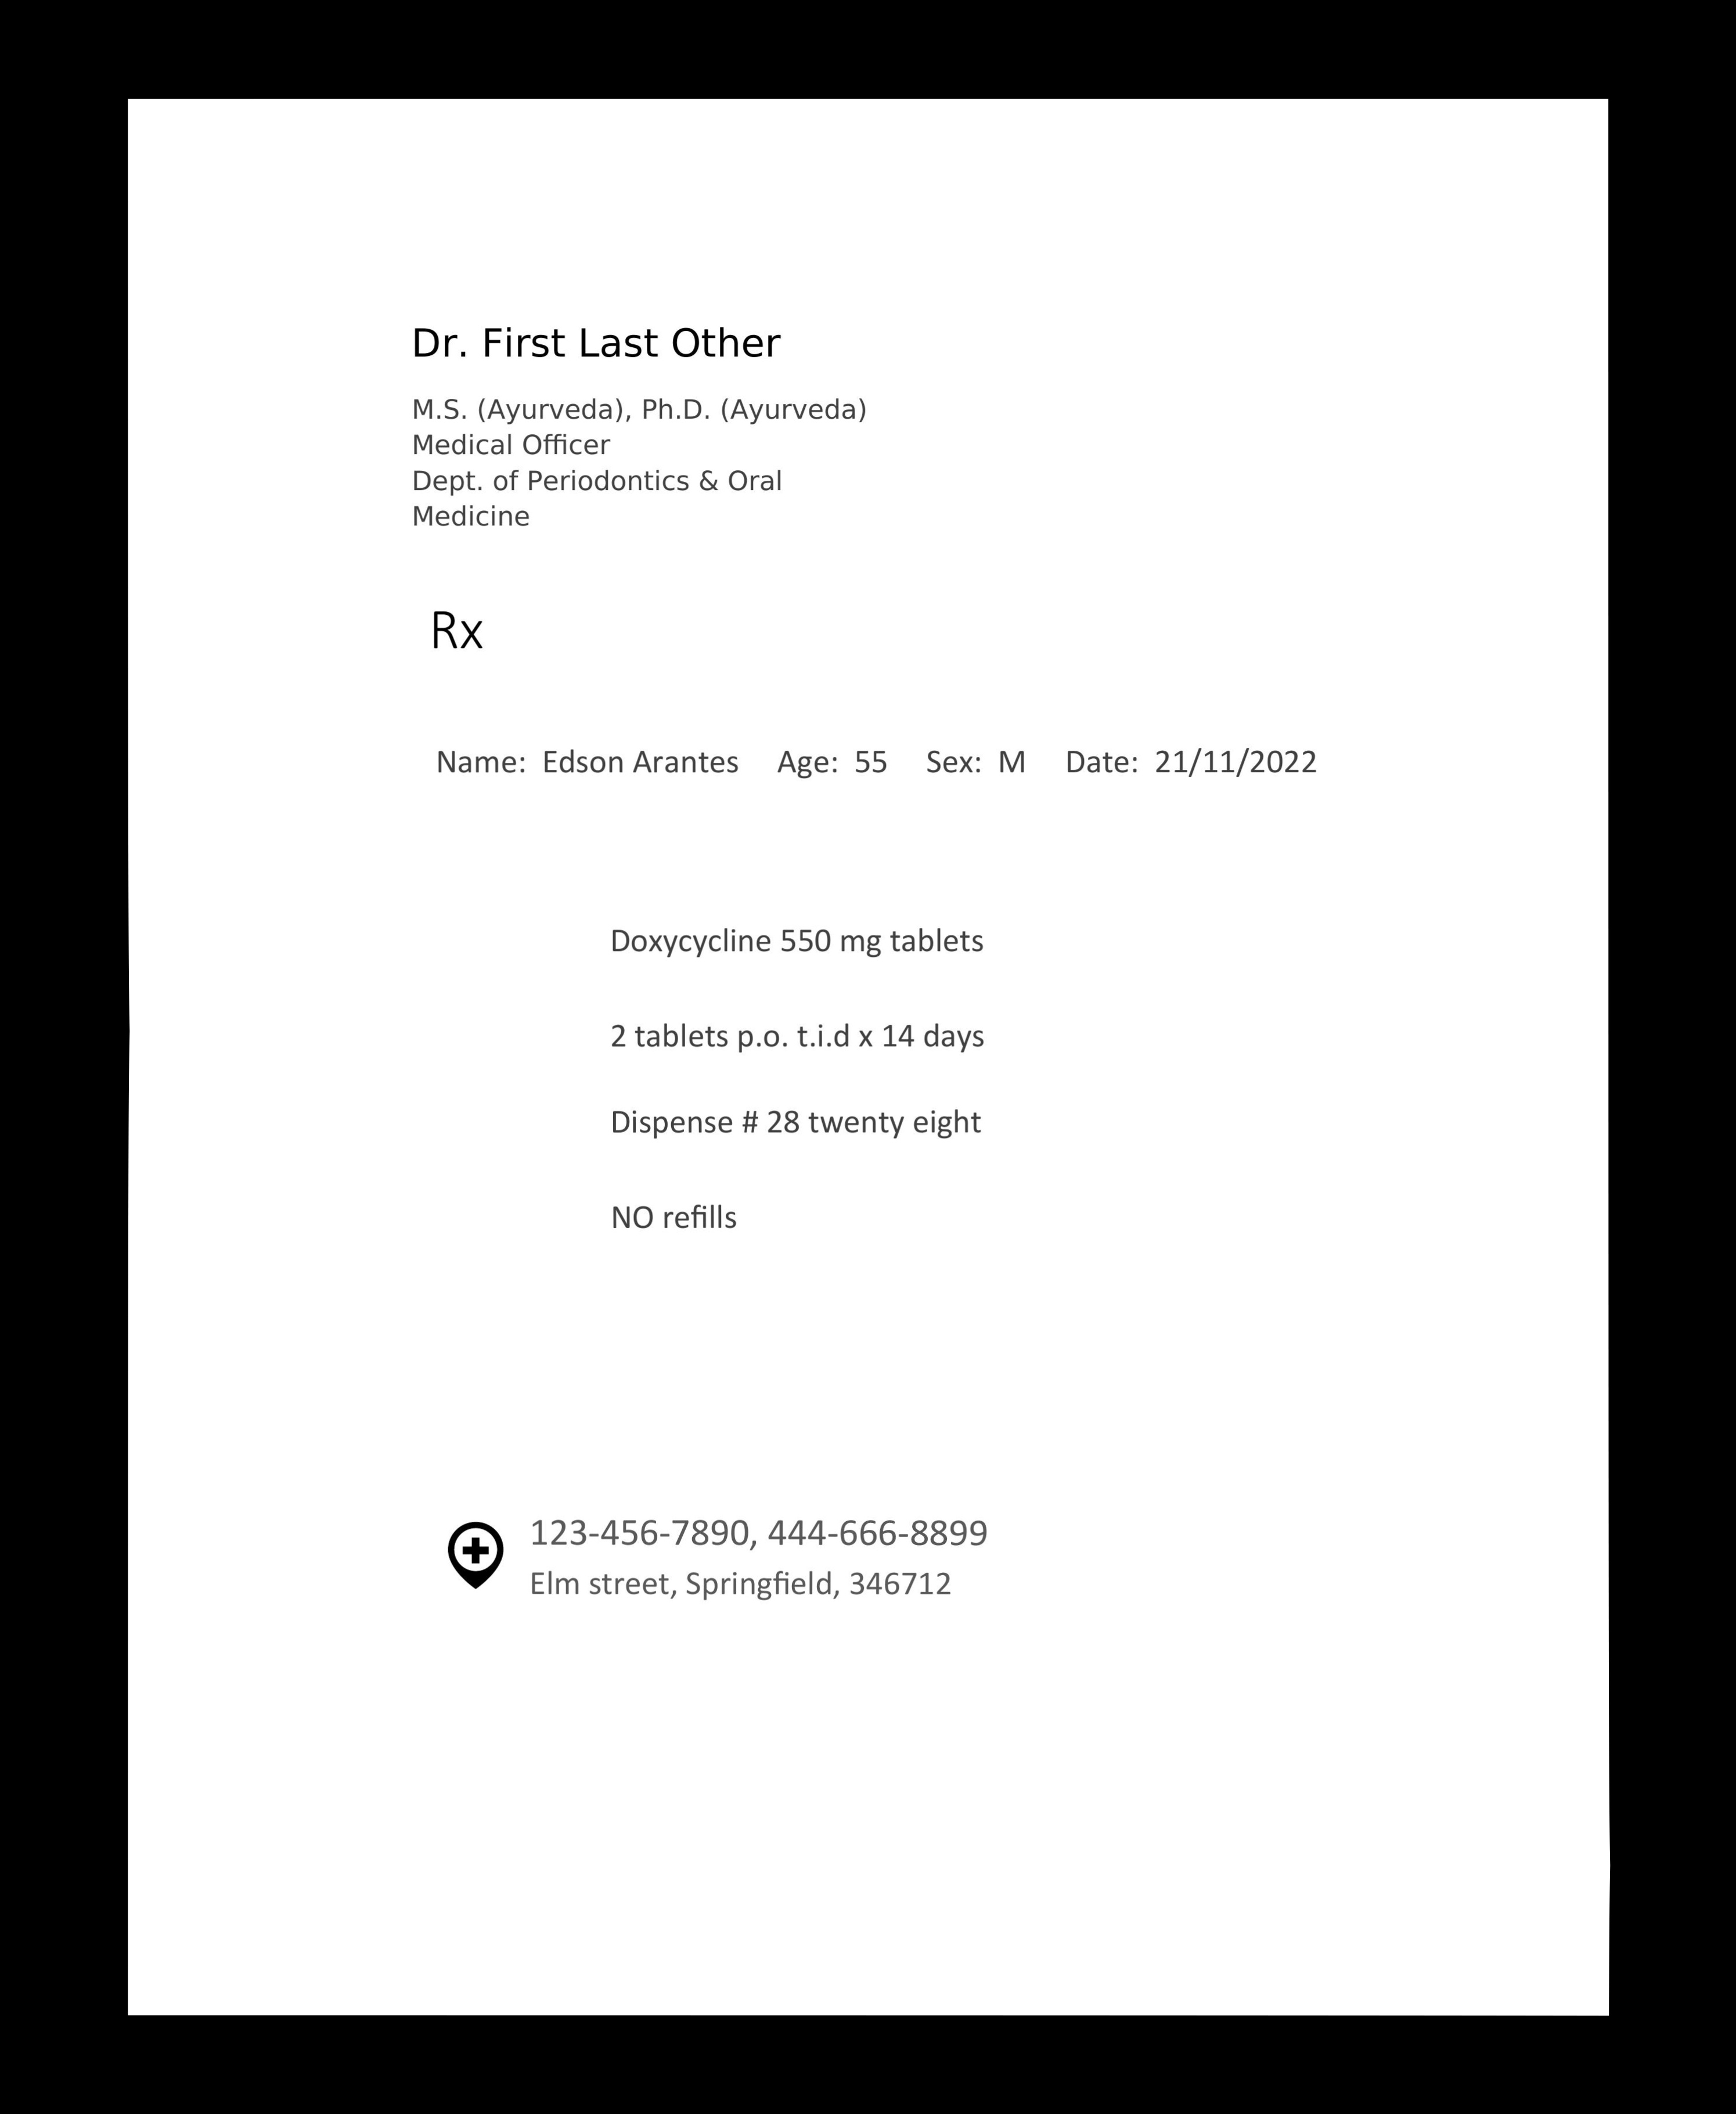 Dr. First Last Other
M.S. (Ayurveda), Ph.D. (Ayurveda)
Medical Officer
Dept. of Periodontics & Oral
Medicine
Rx
Name: Edson Arantes Age: 55 Sex: M Date: 21/11/2022
Doxycycline 550 mg tablets
2 tablets p.o. t.i.d x 14 days
Dispense # 28 twenty eight
NO refills
123-456-7890, 444-666-8899
Elm street, Springfield, 346712